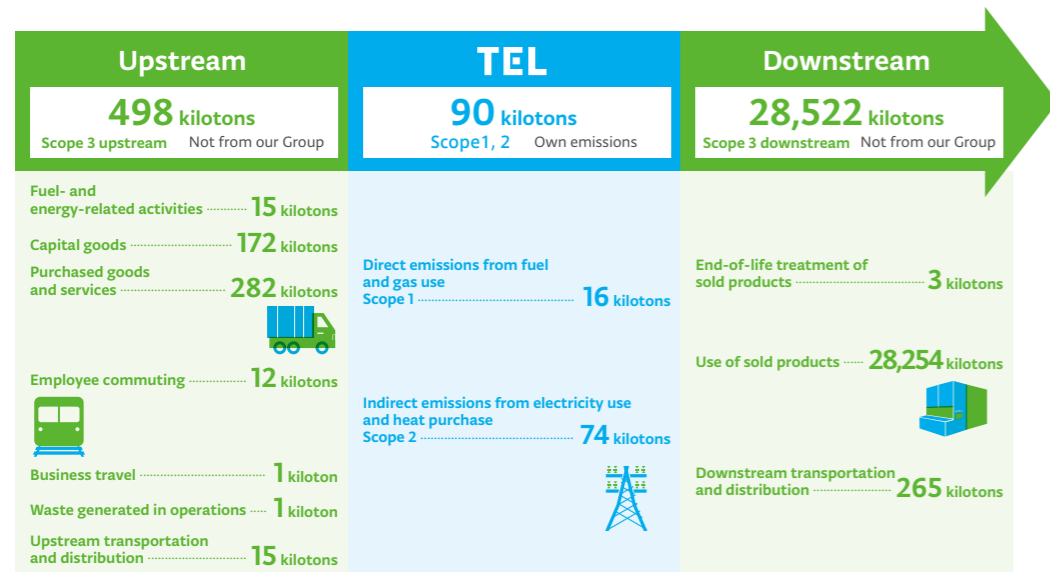 Upstream
498 kilotons
Scope 3 upstream Not from our Group
Fuel- and
energy-related activities 15 kilotons
Capital goods 172 kilotons
Purchased goods
and services 282 kilotons
Employee commuting 12 kilotons
Business travel 1 kiloton
Waste generated in operations 1 kiloton
Upstream transportation
and distribution 15 kilotons
TEL
90 kilotons
Scope1, 2 Own emissions
Direct emissions from fuel
and gas use
Scope 1 16 kilotons
Indirect emissions from electricity use
and heat purchase
Scope 2 74 kilotons
Downstream
28,522 kilotons
Scope 3 downstream Not from our Group
End-of-life treatment of
sold products 3 kilotons
Use of sold products 28,254 kilotons
Downstream transportation
and distribution 265 kilotons